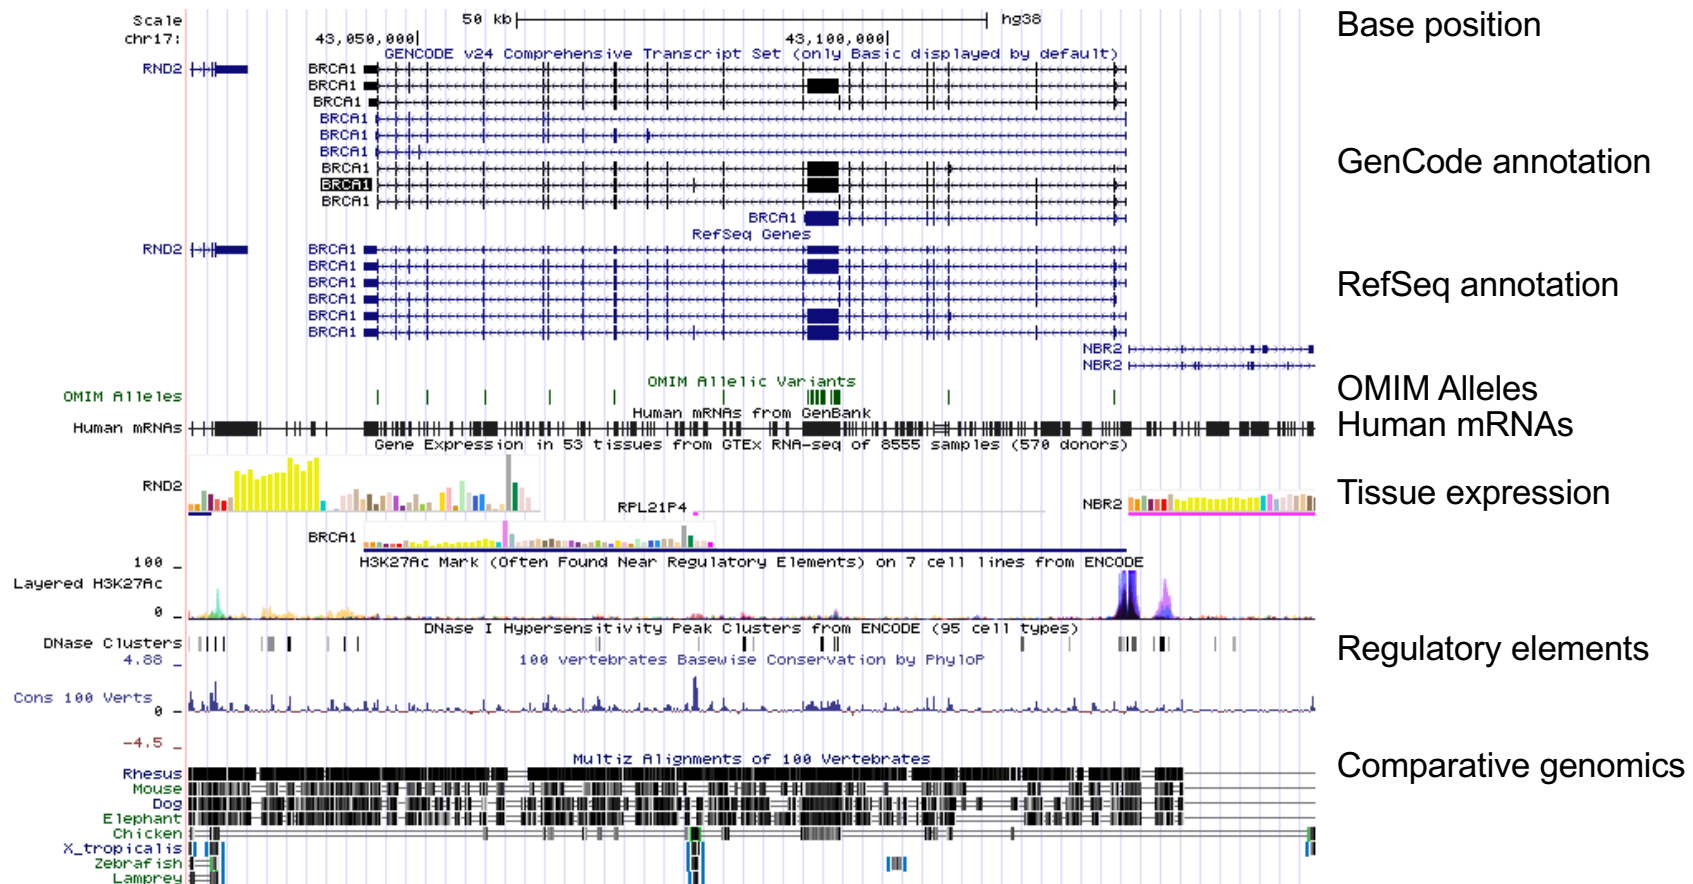 Scale 50 kb hg38 Base position
chr17: 43,050,000 43,100,000
GENCODE v24 Comprehensive Transcript Set (only Basic displayed by default)
RND2 BRCA1
BRCA1
BRCA1
BRCA1
BRCA1
BRCA1
BRCA1 GenCode annotation
BRCA1
BRCA1
BRCA1
RefSeq Genes
RND2 BRCA1
BRCA1
BRCA1 RefSeq annotation
BRCA1
BRCA1
BRCA1
NBR2
NBR2
OMIM Allelic Variants
OMIM Alleles OMIM Alleles
Human mRNAs from GenBank
Human mRNAs Human mRNAs
Gene Expression in 53 tissues from GTEx RNA-seq of 8555 samples (570 donors)
RND2 Tissue expression
RPL21P4 NBR2
BRCA1
H3K27Ac Mark (Often Found Near Regulatory Elements) on 7 cell lines from ENCODE
100 _
Layered H3K27Ac
0 _
DNase I Hypersensitivity Peak Clusters from ENCODE (95 cell types)
DNase Clusters Regulatory elements
100 vertebrates Basewise Conservation by PhyloP
4.88 _
Cons 100 Verts
0 _
-4.5 _
Multiz Alignments of 100 Vertebrates
Rhesus Comparative genomics
Mouse
Dog
Elephant
Chicken
X_tropicalis
Zebrafish
Lamprey